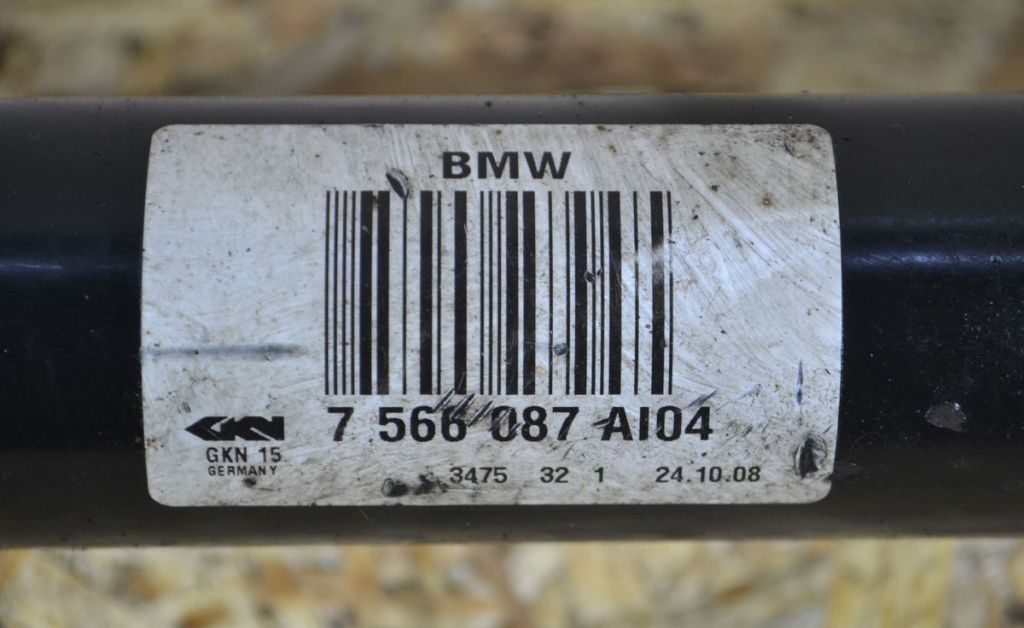 BMW
7 566 087 AI04
GKN
GKN 15
GERMANY
3475 32 1 24.10.08